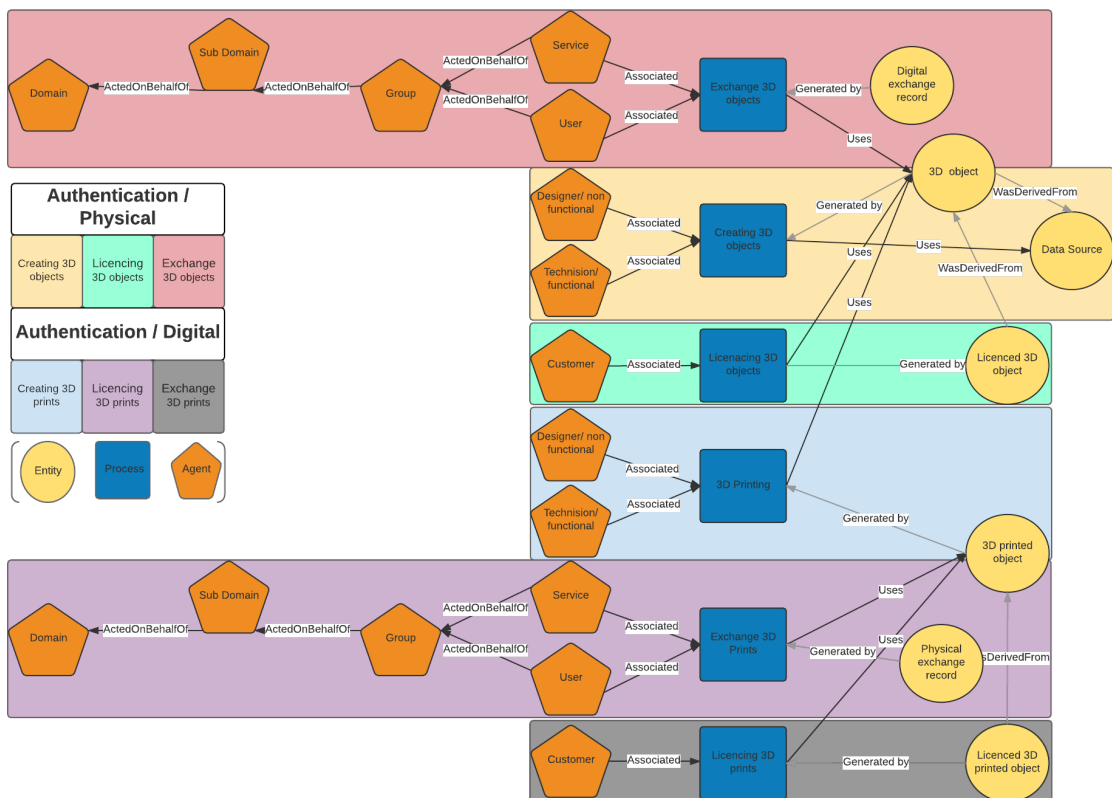 Service
Sub Domain
ActedOnBehalfOf
Associated
Digital
exchange
record
Domain
ActedOnBehalfOf
ActedOnBehalfOf
Group
Exchange 3D
objects
Generated by
ActedOnBehalfOf
Associated
User
Uses
3D object
Designer/ non
functional
WasDerivedFrom
Generated by
Associated
Creating 3D
objects
Uses
Data Source
Associated
Uses
WasDerivedFrom
Technision/
functional
Uses
Authentication /
Physical
Creating 3D
objects
Licencing
3D objects
Exchange
3D objects
Authentication / Digital
Creating 3D
prints
Licencing
3D prints
Exchange
3D prints
Entity
Process
Agent
Customer
Associated
Licenacing 3D
objects
Generated by
Licenced 3D
object
Designer/ non
functional
Associated
3D Printing
Associated
Technision/
functional
Generated by
3D printed
object
Service
Sub Domain
ActedOnBehalfOf
Uses
Associated
Domain
ActedOnBehalfOf
ActedOnBehalfOf
Group
Exchange 3D
Prints
Uses
ActedOnBehalfOf
Generated by
Physical
exchange
record
sDerivedFrom
Associated
User
Customer
Associated
Licencing 3D
prints
Generated by
Licenced 3D
printed object